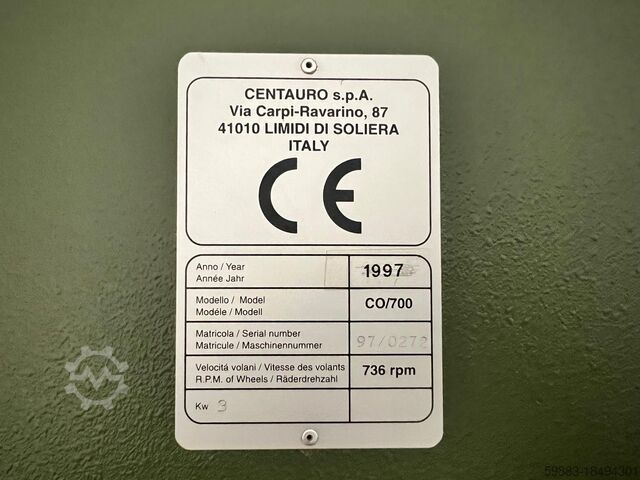 CENTAURO s.p.A.
Via Carpi-Ravarino, 87
41010 LIMIDI DI SOLIERA
ITALY
CE
Anno / Year
Année Jahr
1997
Modello / Model
Modéle / Modell
CO/700
Matricola / Serial number
Matricule / Maschinennummer
97/0272
Velocitá volani / Vitesse des volants
R.P.M. of Wheels / Räderdrehzahl
736 rpm
Kw 3
59383-18494301